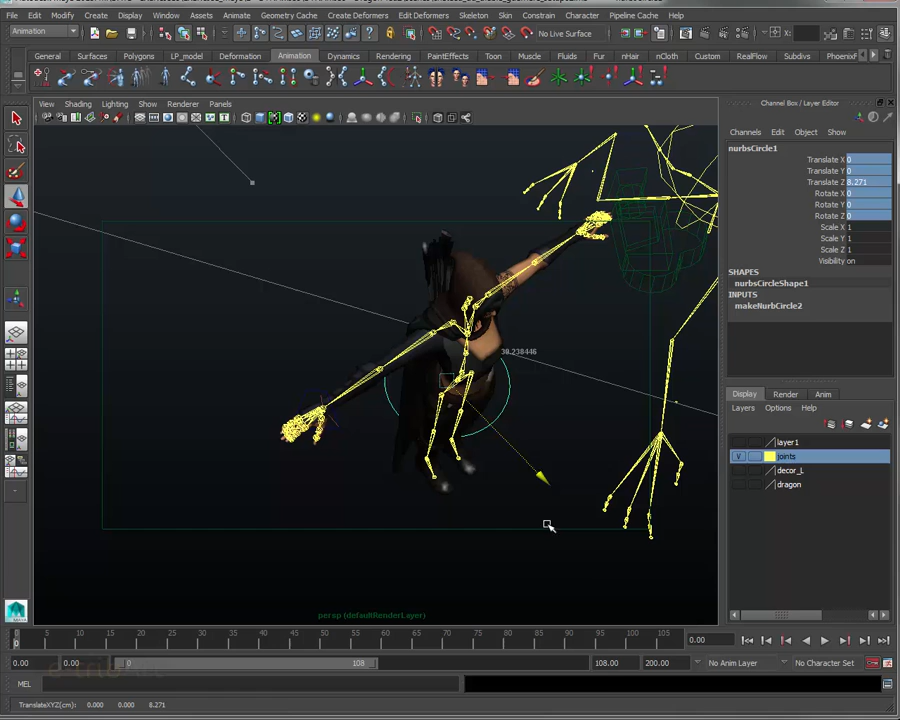 File Edit Modify Create Display Window Assets Animate Geometry Cache Create Deformers Edit Deformers Skeleton Skin Constrain Character Pipeline Cache Help
Animation
No Live Surface
X:
General Surfaces Polygons LP_model Deformation Animation Dynamics Rendering PaintEffects Toon Muscle Fluids Fur nHair nCloth Custom RealFlow Subdivs PhoenixF
View Shading Lighting Show Renderer Panels
Channel Box / Layer Editor
Channels Edit Object Show
nurbsCircle1
Translate X 0
Translate Y 0
Translate Z 8.271
Rotate X 0
Rotate Y 0
Rotate Z 0
Scale X 1
Scale Y 1
Scale Z 1
Visibility on
SHAPES
nurbsCircleShape1
INPUTS
makeNurbCircle2
39.238446
Display Render Anim
Layers Options Help
layer1
V joints
decor_L
dragon
persp (defaultRenderLayer)
0 5 10 15 20 25 30 35 40 45 50 55 60 65 70 75 80 85 90 95 100 105
0.00
0.00 0.00 0 108 108.00 200.00 No Anim Layer No Character Set
MEL
TranslateXYZ(cm): 0.000 0.000 8.271